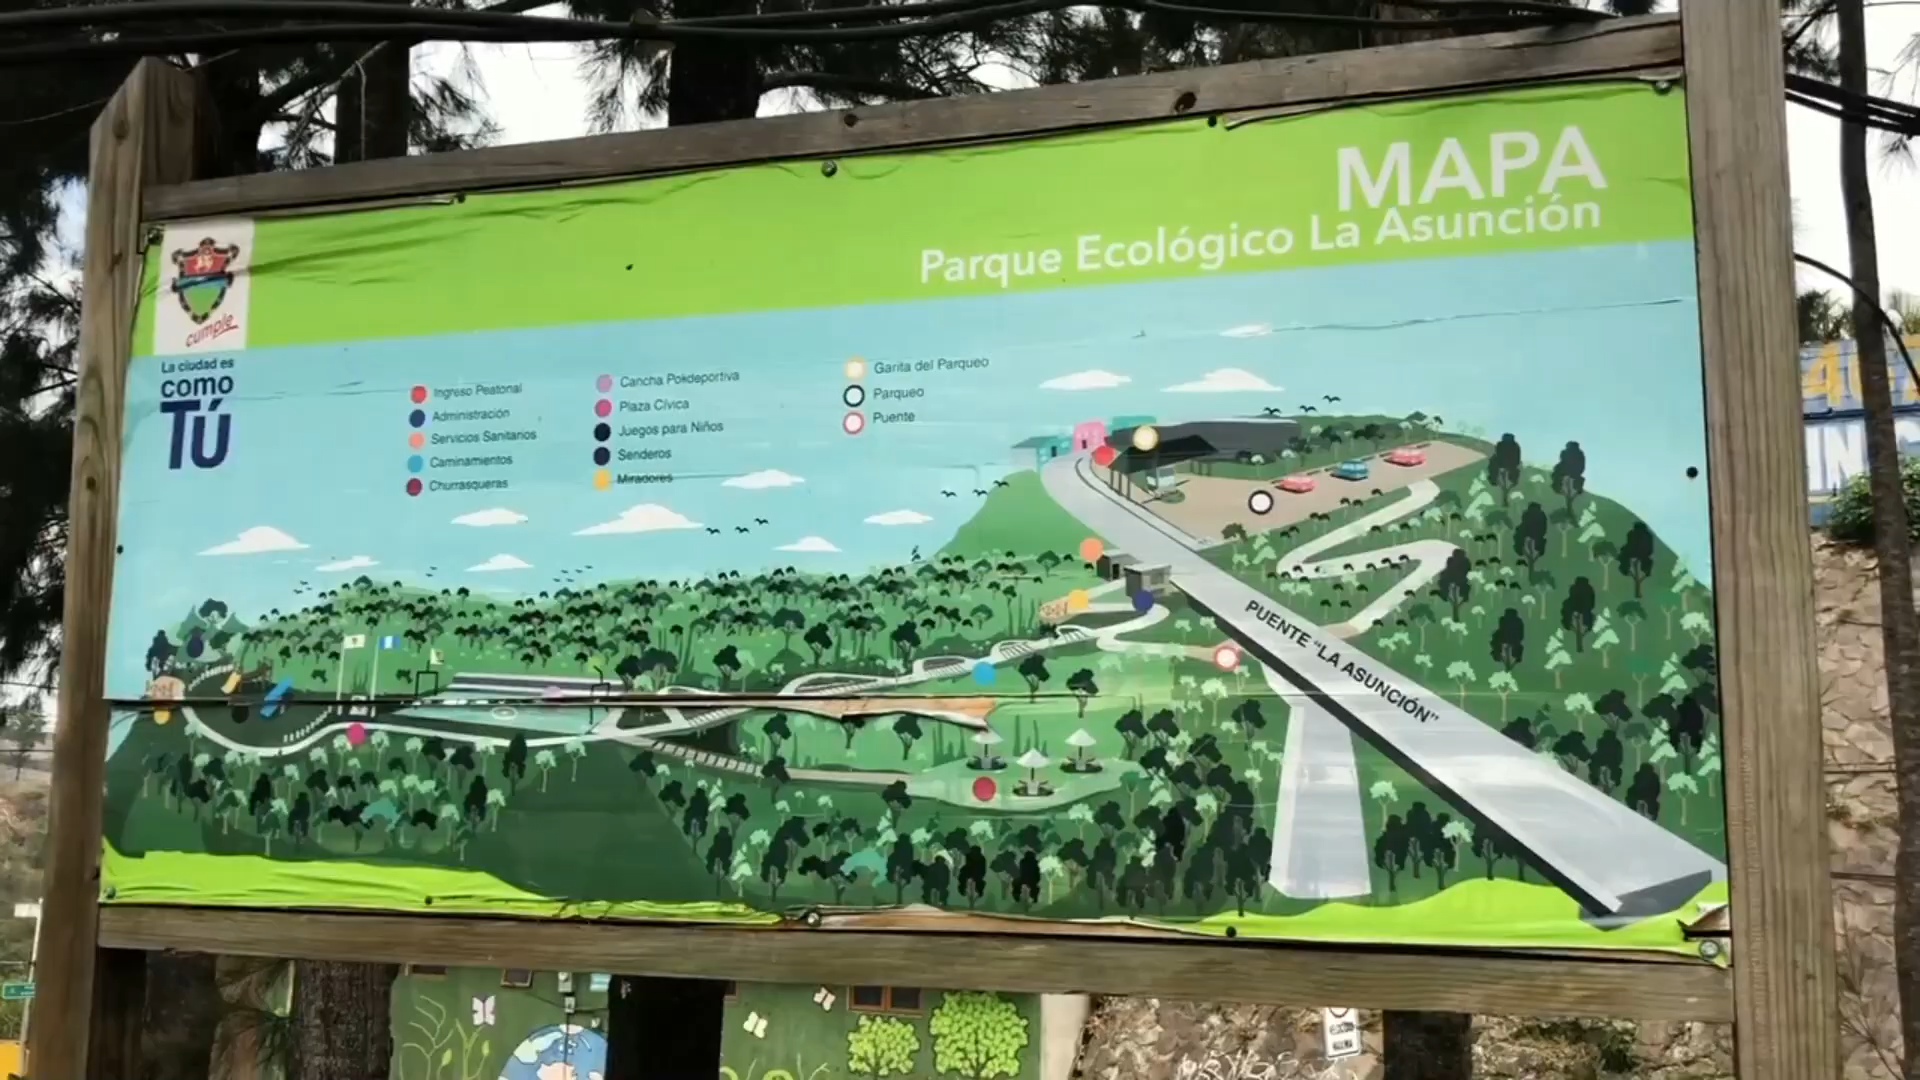 MAPA
Parque Ecológico La Asunción
cumple
La ciudad es
como
TÚ
Ingreso Peatonal
Administración
Servicios Sanitarios
Caminamientos
Churrasqueras
Cancha Polideportiva
Plaza Cívica
Juegos para Niños
Senderos
Miradores
Garita del Parqueo
Parqueo
Puente
PUENTE "LA ASUNCIÓN"